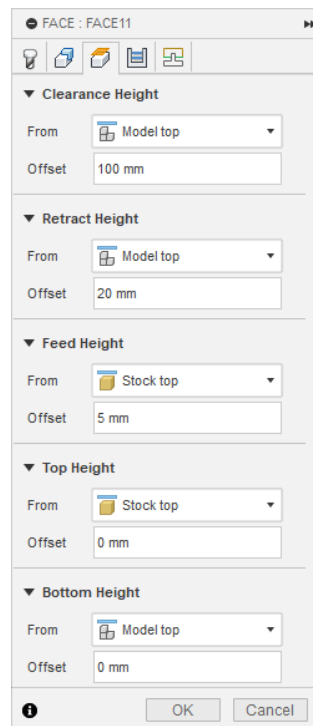 FACE : FACE11
Clearance Height
From Model top
Offset 100 mm
Retract Height
From Model top
Offset 20 mm
Feed Height
From Stock top
Offset 5 mm
Top Height
From Stock top
Offset 0 mm
Bottom Height
From Model top
Offset 0 mm
OK Cancel